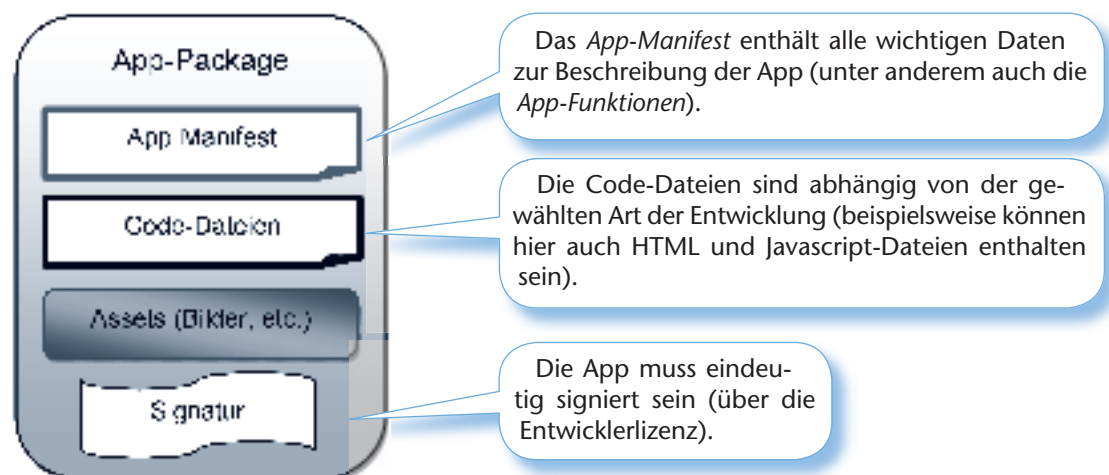 App-Package
App Manifest
Code-Dateien
Assets (Bilder, etc.)
Signatur
Das App-Manifest enthält alle wichtigen Daten
zur Beschreibung der App (unter anderem auch die
App-Funktionen).
Die Code-Dateien sind abhängig von der ge-
wählten Art der Entwicklung (beispielsweise können
hier auch HTML und Javascript-Dateien enthalten
sein).
Die App muss eindeu-
tig signiert sein (über die
Entwicklerlizenz).